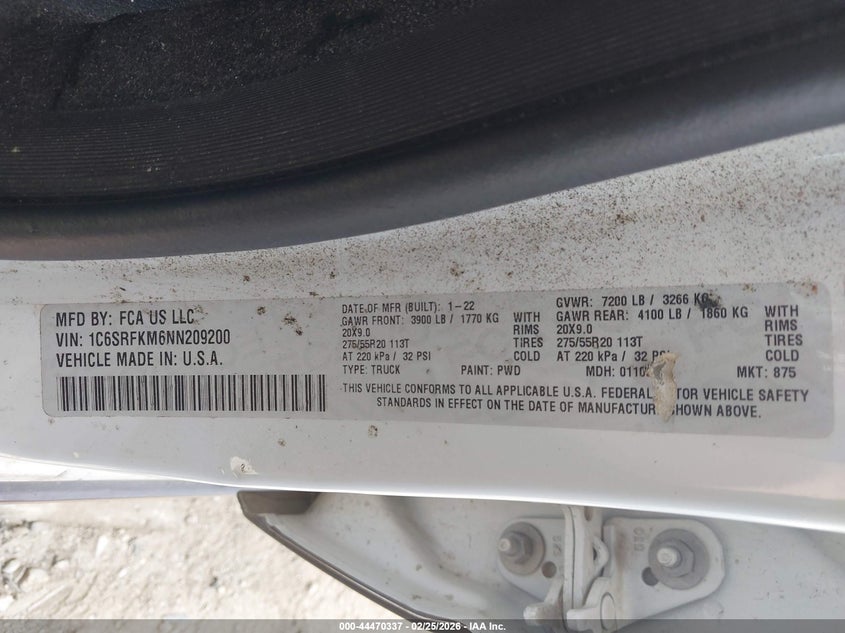 MFD BY: FCA US LLC
VIN: 1C6SRFKM6NN209200
VEHICLE MADE IN: U.S.A.
DATE OF MFR (BUILT): 1-22
GAWR FRONT: 3900 LB / 1770 KG WITH
20X9.0 RIMS
275/55R20 113T TIRES
AT 220 kPa / 32 PSI COLD
TYPE: TRUCK PAINT: PWD
GVWR: 7200 LB / 3266 KG
GAWR REAR: 4100 LB / 1860 KG WITH
20X9.0 RIMS
275/55R20 113T TIRES
AT 220 kPa / 32 PSI COLD
MDH: MKT: 875
THIS VEHICLE CONFORMS TO ALL APPLICABLE U.S.A. FEDERAL VEHICLE SAFETY
STANDARDS IN EFFECT ON THE DATE OF MANUFACTURE SHOWN ABOVE.
000-44470337 - 02/25/2026 - IAA Inc.